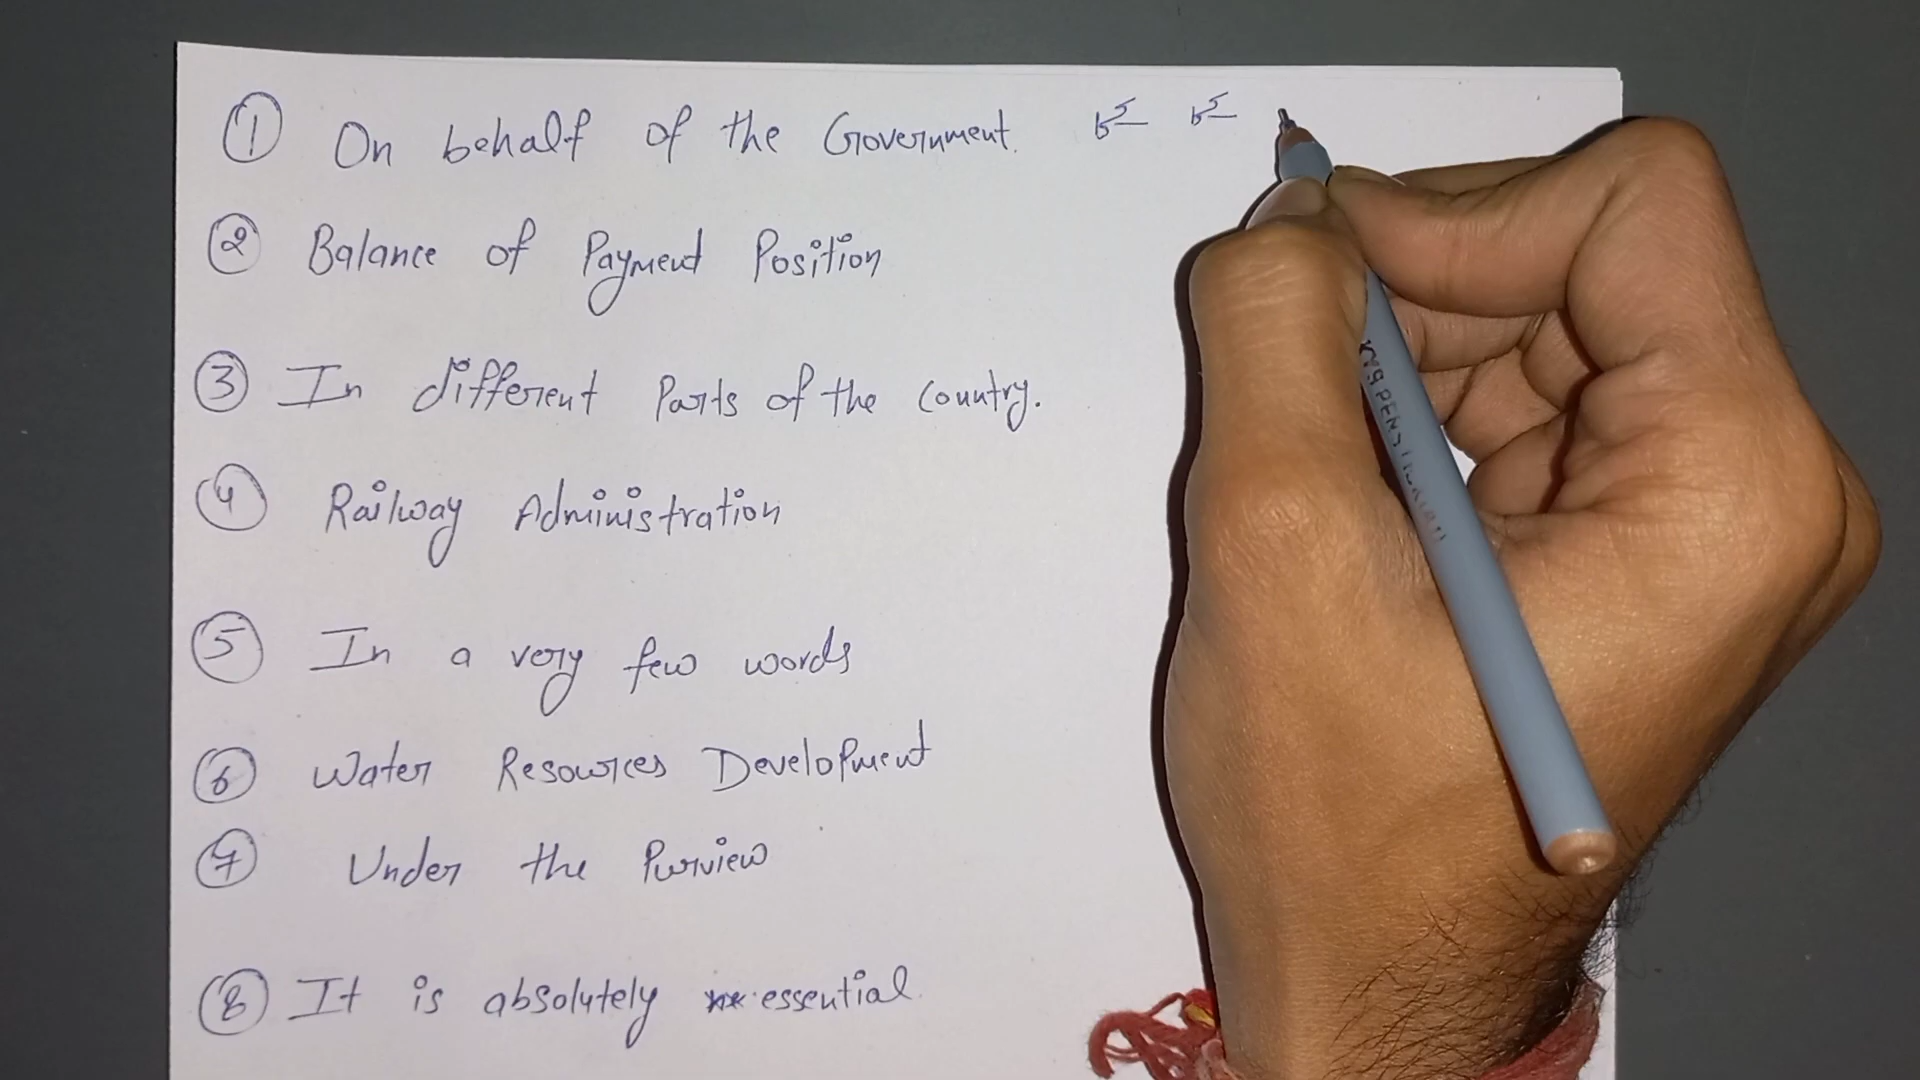 ① On behalf of the Government.
② Balance of Payment Position
③ In different Parts of the Country.
④ Railway Administration
⑤ In a very few words
⑥ Water Resources Development
⑦ Under the Purview
⑧ It is absolutely essential.